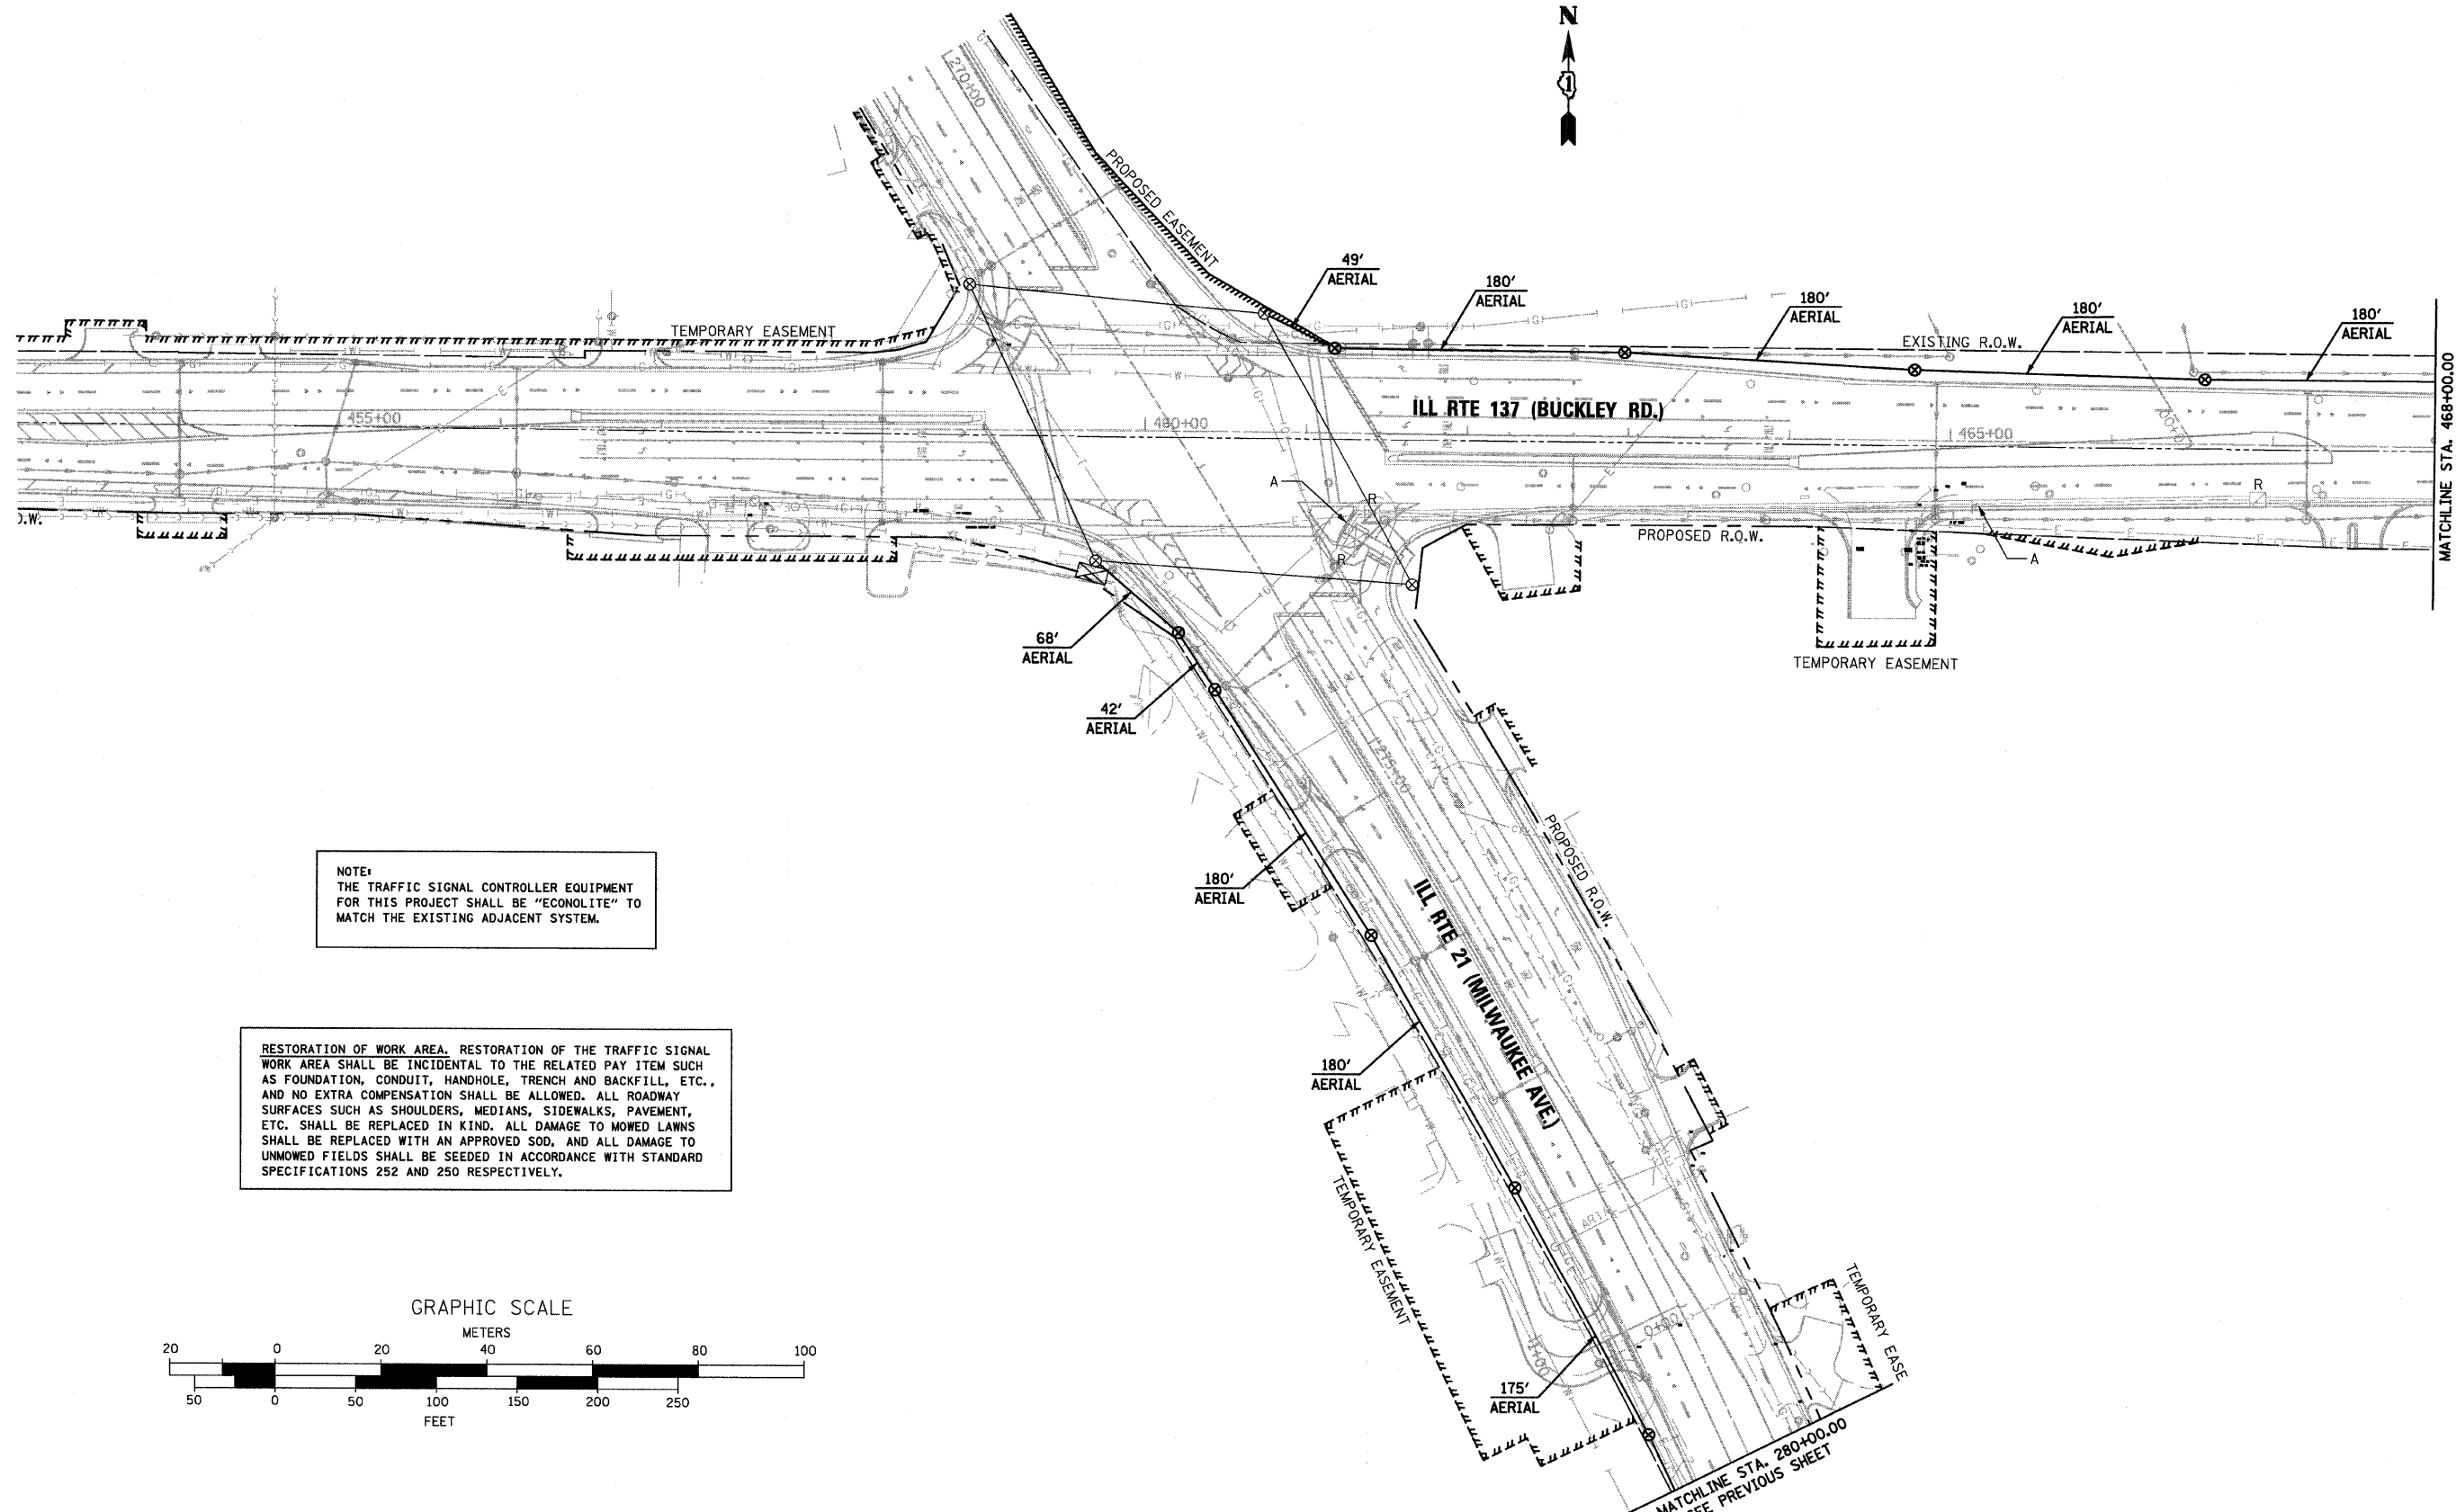 N
1
270+00
PROPOSED EASEMENT
49'
AERIAL
180'
AERIAL
180'
AERIAL
180'
AERIAL
180'
AERIAL
TEMPORARY EASEMENT
EXISTING R.O.W.
MATCHLINE STA. 468+00.00
455+00
460+00
465+00
ILL RTE 137 (BUCKLEY RD.)
A
R
R
R
A
O.W.
PROPOSED R.O.W.
TEMPORARY EASEMENT
68'
AERIAL
42'
AERIAL
275+00
PROPOSED R.O.W.
180'
AERIAL
ILL RTE 21 (MILWAUKEE AVE.)
180'
AERIAL
TEMPORARY EASEMENT
TEMPORARY EASE
0+00
1+00
175'
AERIAL
MATCHLINE STA. 280+00.00
SEE PREVIOUS SHEET
NOTE:
THE TRAFFIC SIGNAL CONTROLLER EQUIPMENT
FOR THIS PROJECT SHALL BE "ECONOLITE" TO
MATCH THE EXISTING ADJACENT SYSTEM.
RESTORATION OF WORK AREA. RESTORATION OF THE TRAFFIC SIGNAL
WORK AREA SHALL BE INCIDENTAL TO THE RELATED PAY ITEM SUCH
AS FOUNDATION, CONDUIT, HANDHOLE, TRENCH AND BACKFILL, ETC.,
AND NO EXTRA COMPENSATION SHALL BE ALLOWED. ALL ROADWAY
SURFACES SUCH AS SHOULDERS, MEDIANS, SIDEWALKS, PAVEMENT,
ETC. SHALL BE REPLACED IN KIND. ALL DAMAGE TO MOWED LAWNS
SHALL BE REPLACED WITH AN APPROVED SOD, AND ALL DAMAGE TO
UNMOWED FIELDS SHALL BE SEEDED IN ACCORDANCE WITH STANDARD
SPECIFICATIONS 252 AND 250 RESPECTIVELY.
GRAPHIC SCALE
METERS
20 0 20 40 60 80 100
50 0 50 100 150 200 250
FEET